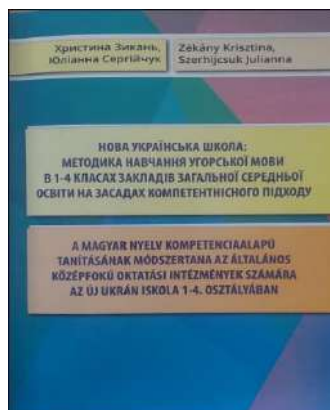 Христина Зикань,
Юліанна Сергійчук
Zékány Krisztina,
Szerhijcsuk Julianna
НОВА УКРАЇНСЬКА ШКОЛА:
МЕТОДИКА НАВЧАННЯ УГОРСЬКОЇ МОВИ
В 1-4 КЛАСАХ ЗАКЛАДІВ ЗАГАЛЬНОЇ СЕРЕДНЬОЇ
ОСВІТИ НА ЗАСАДАХ КОМПЕТЕНТНІСНОГО ПІДХОДУ
A MAGYAR NYELV KOMPETENCIAALAPÚ
TANÍTÁSÁNAK MÓDSZERTANA AZ ÁLTALÁNOS
KÖZÉPFOKÚ OKTATÁSI INTÉZMÉNYEK SZÁMÁRA
AZ ÚJ UKRÁN ISKOLA 1-4. OSZTÁLYÁBAN